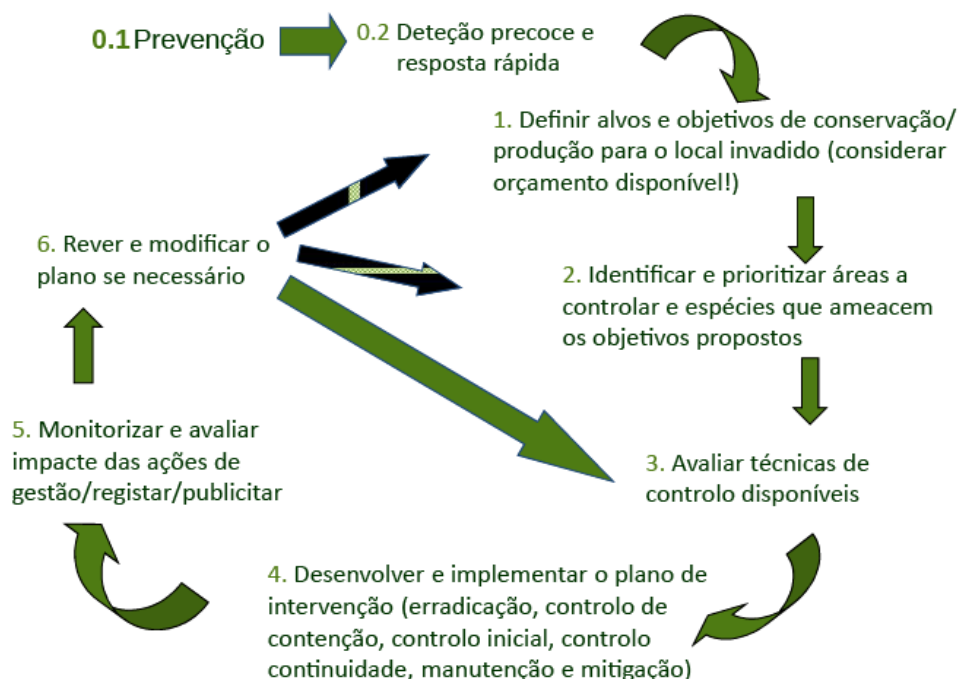 0.1 Prevenção
0.2 Deteção precoce e
resposta rápida
1. Definir alvos e objetivos de conservação/
produção para o local invadido (considerar
orçamento disponível!)
2. Identificar e prioritizar áreas a
controlar e espécies que ameacem
os objetivos propostos
3. Avaliar técnicas de
controlo disponíveis
4. Desenvolver e implementar o plano de
intervenção (erradicação, controlo de
contenção, controlo inicial, controlo
continuidade, manutenção e mitigação)
5. Monitorizar e avaliar
impacte das ações de
gestão/registar/publicitar
6. Rever e modificar o
plano se necessário